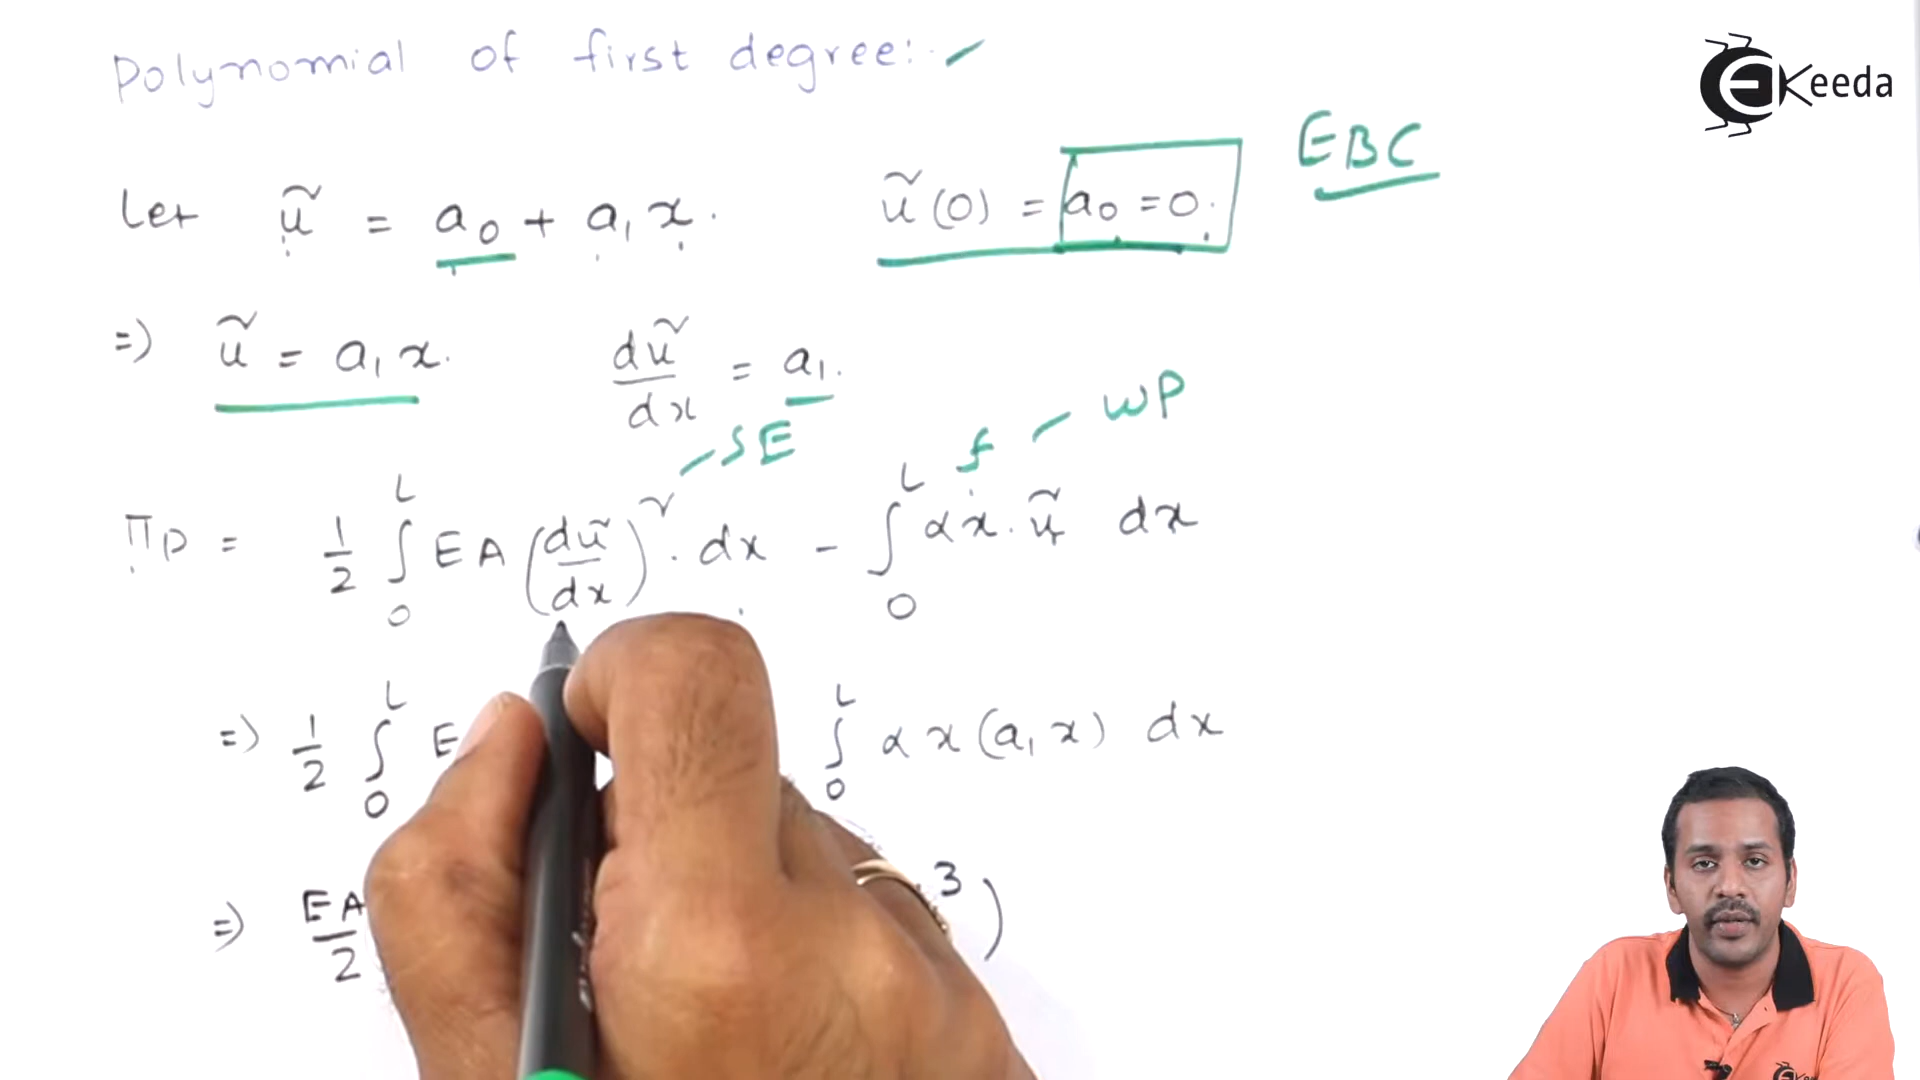 Polynomial of first degree:-
EKeeda
EBC
Let ũ = a₀ + a₁x. ũ(0) = a₀ = 0.
=) ũ = a₁x. dũ/dx = a₁.
SE f WP
Πp = 1/2 ∫₀ᴸ EA (dũ/dx)² · dx - ∫₀ᴸ αx. ũ dx
=) 1/2 ∫₀ᴸ E ∫₀ᴸ αx(a₁x) dx
=) EA/2 3)